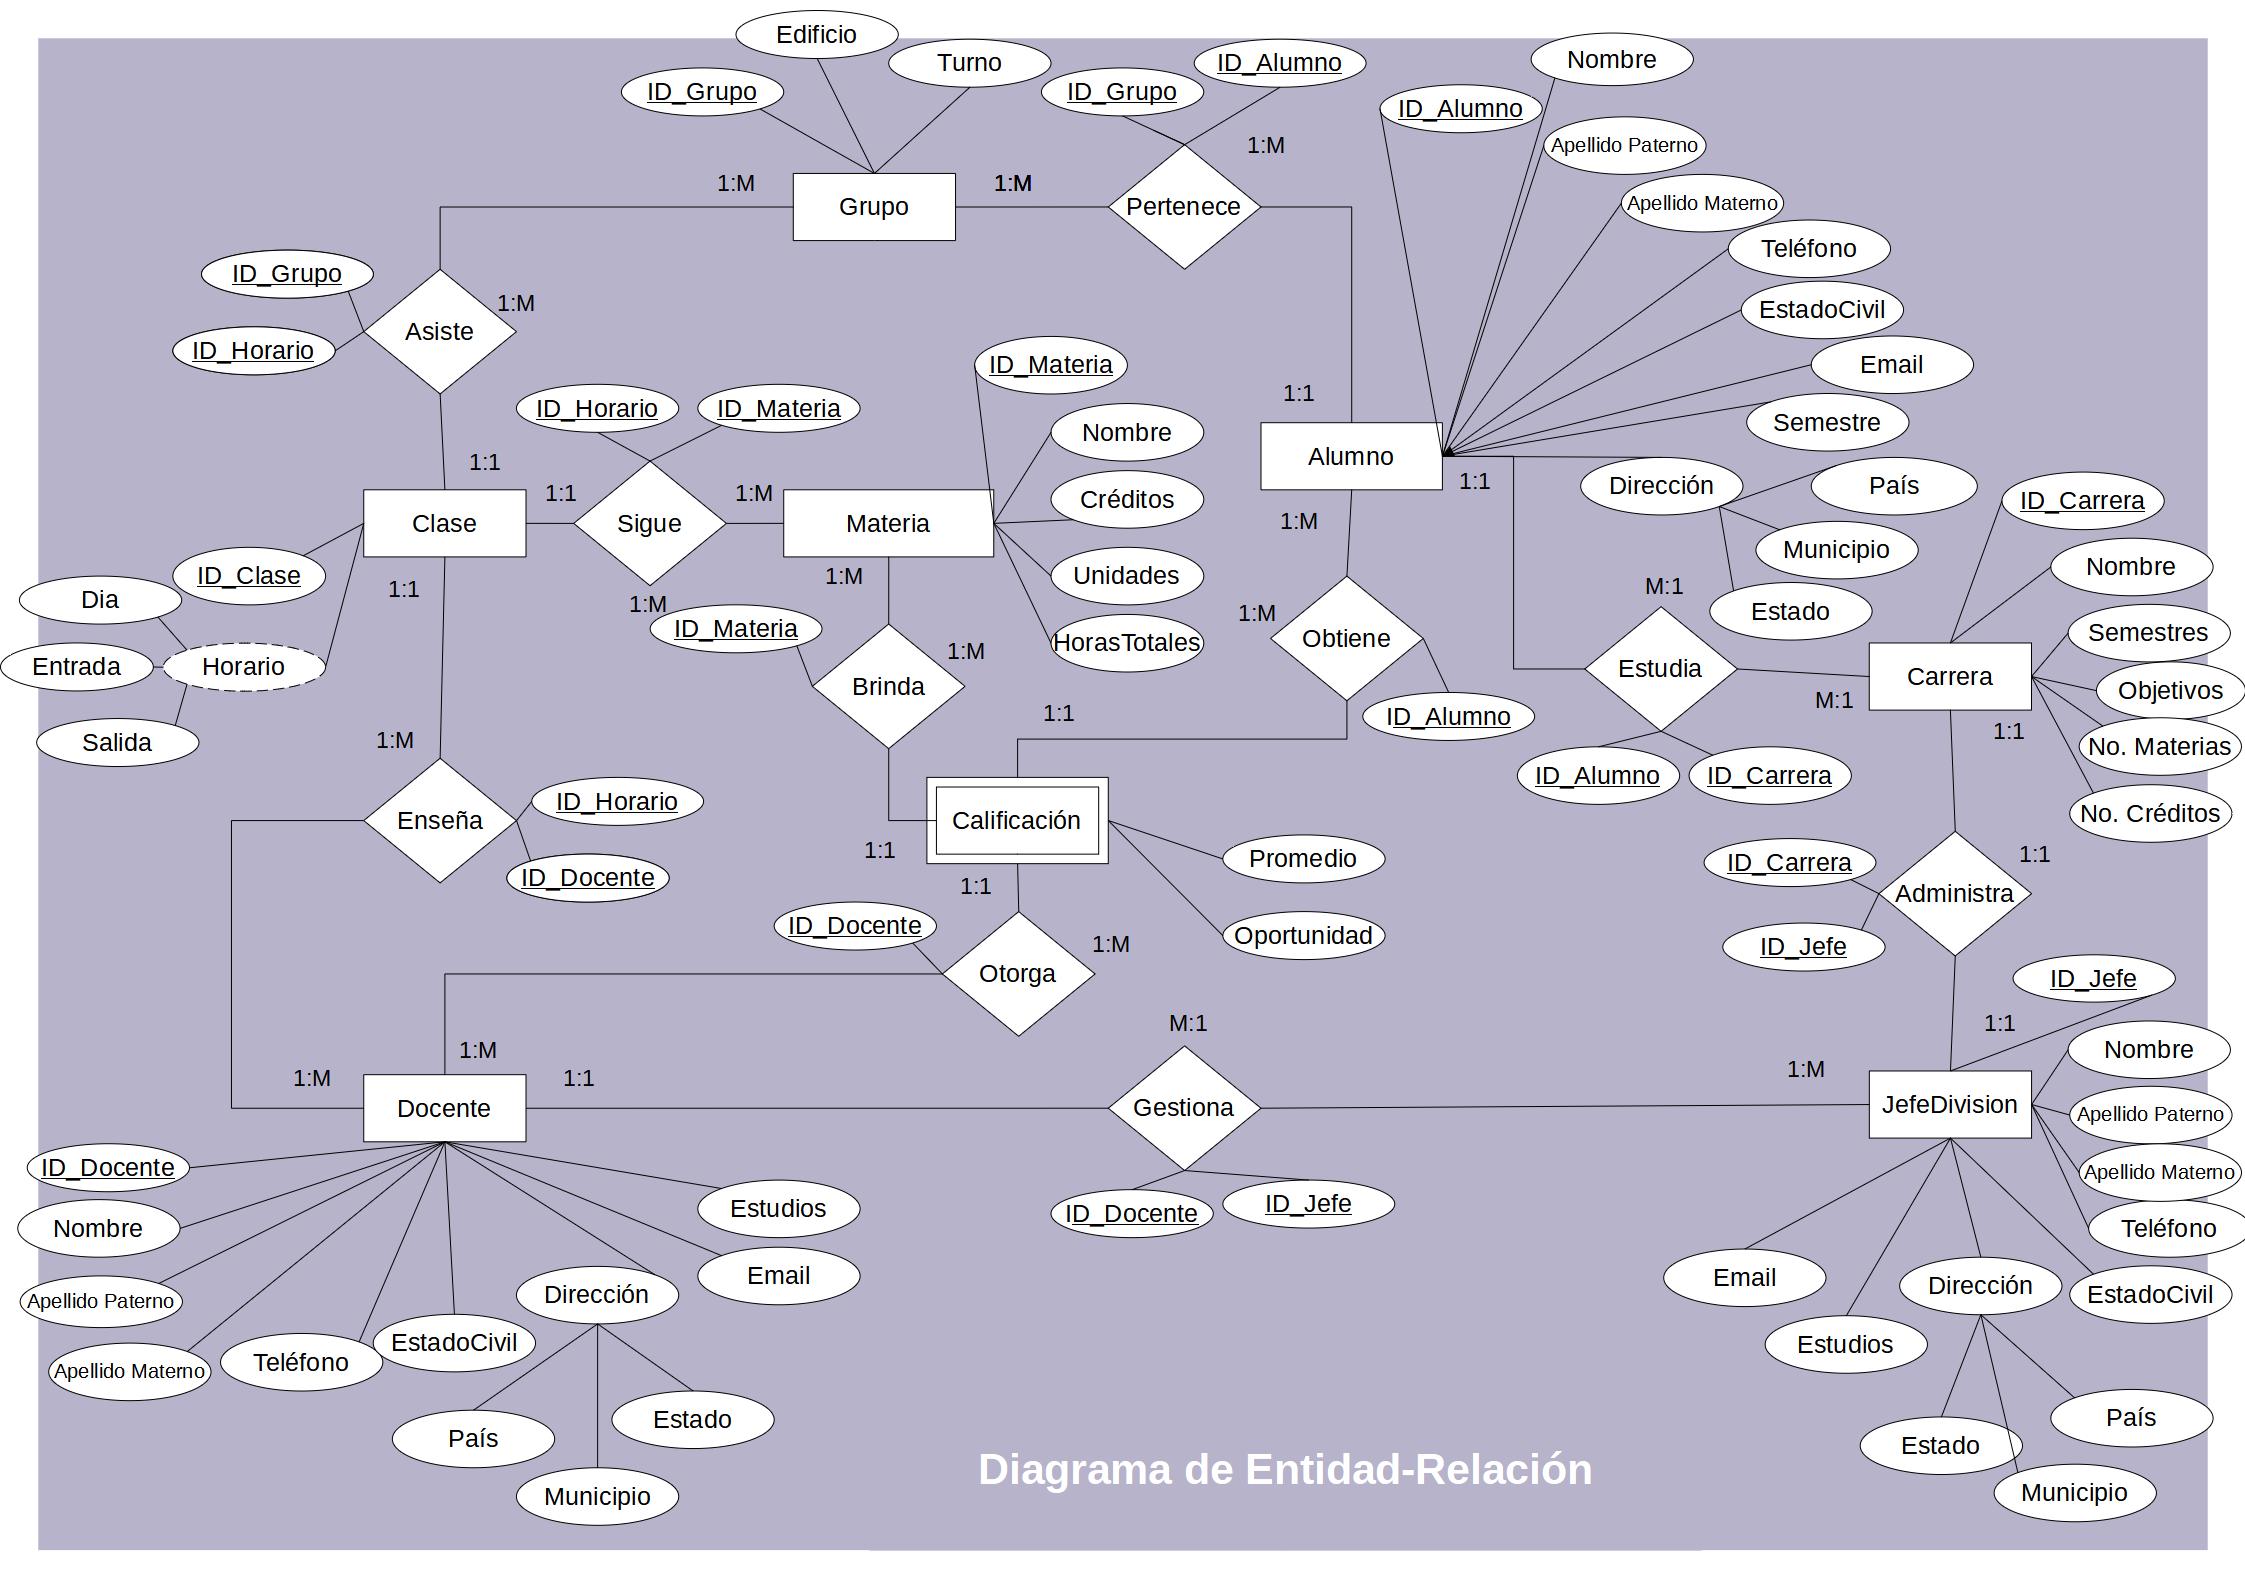 Edificio
Turno
ID_Grupo
ID_Grupo
ID_Alumno
Nombre
ID_Alumno
Apellido Paterno
1:M
1:M
1:M
Grupo
Pertenece
Apellido Materno
Teléfono
ID_Grupo
1:M
Asiste
ID_Horario
EstadoCivil
Email
Semestre
ID_Materia
1:1
ID_Horario
ID_Materia
Nombre
Alumno
1:1
1:1
1:1
1:M
Créditos
Dirección
País
ID_Carrera
Clase
Sigue
Materia
1:M
Municipio
Nombre
ID_Clase
1:1
1:M
Unidades
M:1
Estado
Dia
1:M
ID_Materia
1:M
Obtiene
Semestres
Entrada
Horario
1:M
HorasTotales
Brinda
Estudia
Carrera
Objetivos
Salida
1:M
1:1
ID_Alumno
M:1
1:1
No. Materias
ID_Alumno
ID_Carrera
Enseña
ID_Horario
Calificación
No. Créditos
1:1
Promedio
ID_Carrera
1:1
ID_Docente
1:1
Administra
ID_Docente
1:M
Oportunidad
ID_Jefe
Otorga
ID_Jefe
M:1
1:1
1:M
1:M
1:1
1:M
Nombre
Docente
Gestiona
JefeDivision
Apellido Paterno
ID_Docente
Apellido Materno
ID_Docente
ID_Jefe
Nombre
Estudios
Teléfono
Apellido Paterno
Dirección
Email
Email
Dirección
EstadoCivil
Apellido Materno
Teléfono
EstadoCivil
Estudios
País
Estado
Municipio
Estado
País
Municipio
Diagrama de Entidad-Relación